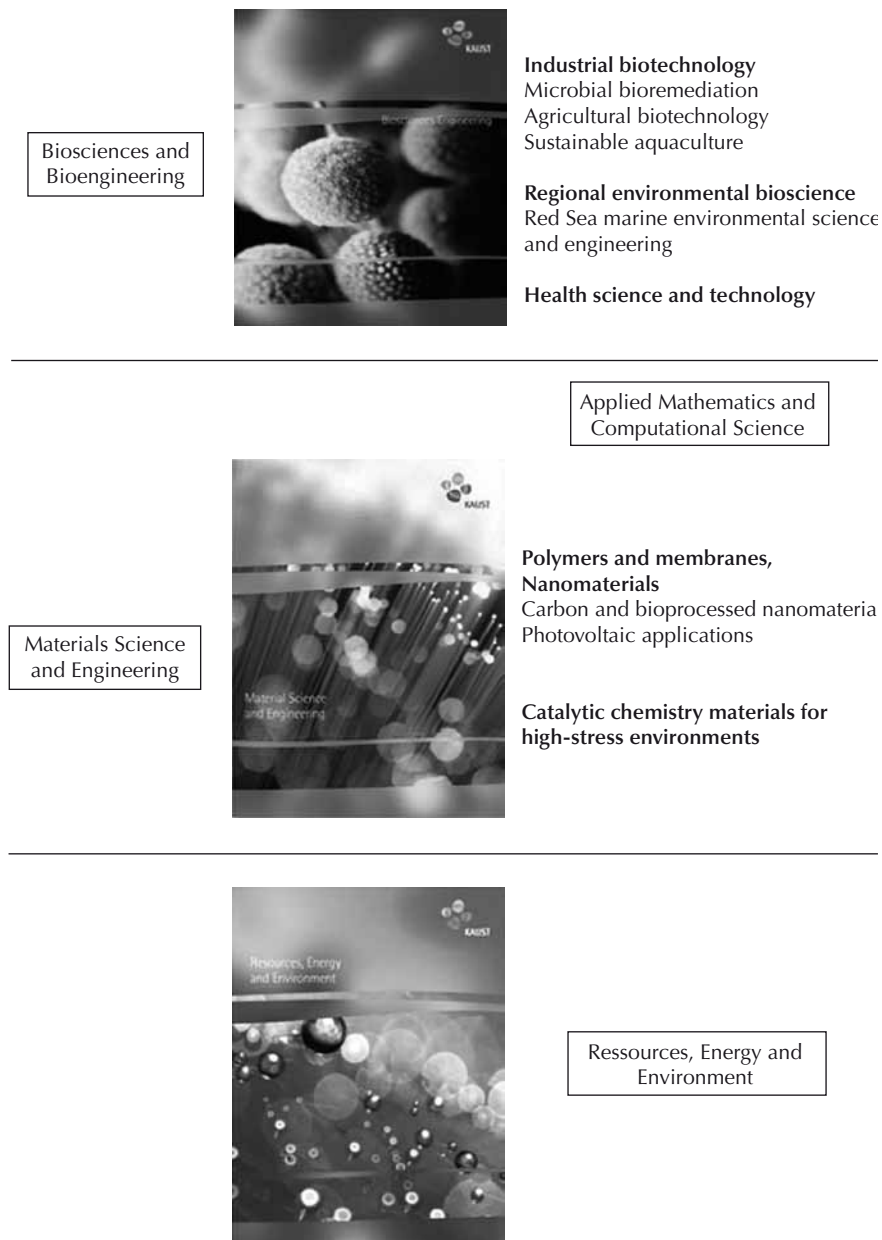 KAUST
Biosciences Engineering
Biosciences and
Bioengineering
Industrial biotechnology
Microbial bioremediation
Agricultural biotechnology
Sustainable aquaculture
Regional environmental bioscience
Red Sea marine environmental science
and engineering
Health science and technology
Applied Mathematics and
Computational Science
KAUST
Material Science
and Engineering
Materials Science
and Engineering
Polymers and membranes,
Nanomaterials
Carbon and bioprocessed nanomateria
Photovoltaic applications
Catalytic chemistry materials for
high-stress environments
KAUST
Resources, Energy
and Environment
Ressources, Energy and
Environment